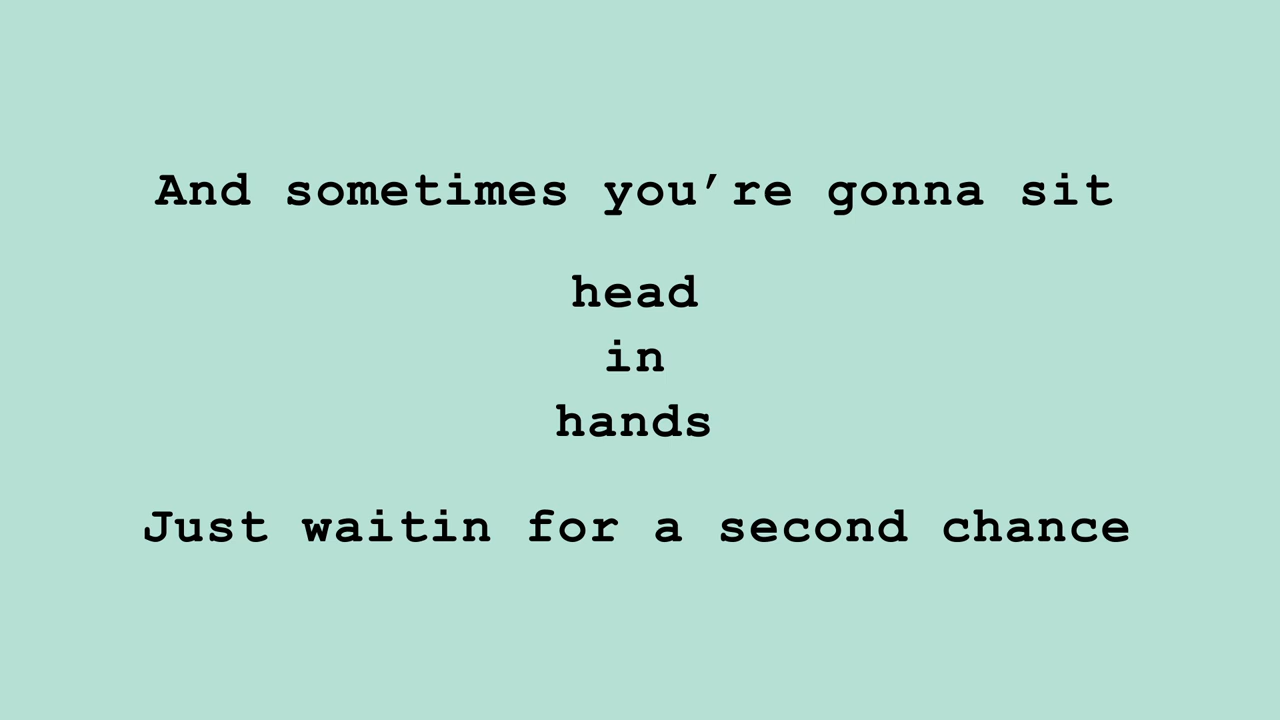 And sometimes you’re gonna sit
head
in
hands
Just waitin for a second chance